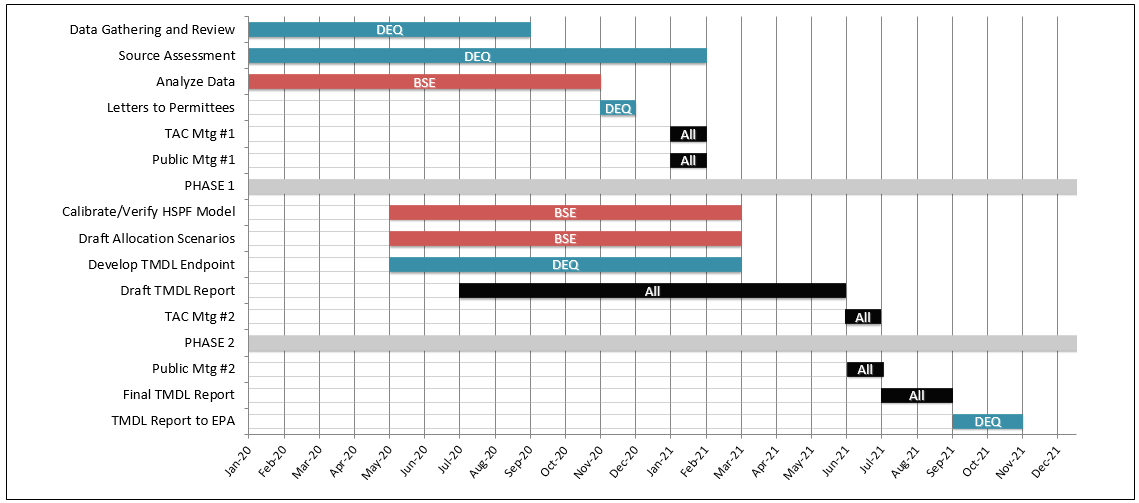 Data Gathering and Review DEQ
Source Assessment DEQ
Analyze Data BSE
Letters to Permittees DEQ
TAC Mtg #1 All
Public Mtg #1 All
PHASE 1
Calibrate/Verify HSPF Model BSE
Draft Allocation Scenarios BSE
Develop TMDL Endpoint DEQ
Draft TMDL Report All
TAC Mtg #2 All
PHASE 2
Public Mtg #2 All
Final TMDL Report All
TMDL Report to EPA DEQ
Jan-20 Feb-20 Mar-20 Apr-20 May-20 Jun-20 Jul-20 Aug-20 Sep-20 Oct-20 Nov-20 Dec-20 Jan-21 Feb-21 Mar-21 Apr-21 May-21 Jun-21 Jul-21 Aug-21 Sep-21 Oct-21 Nov-21 Dec-21